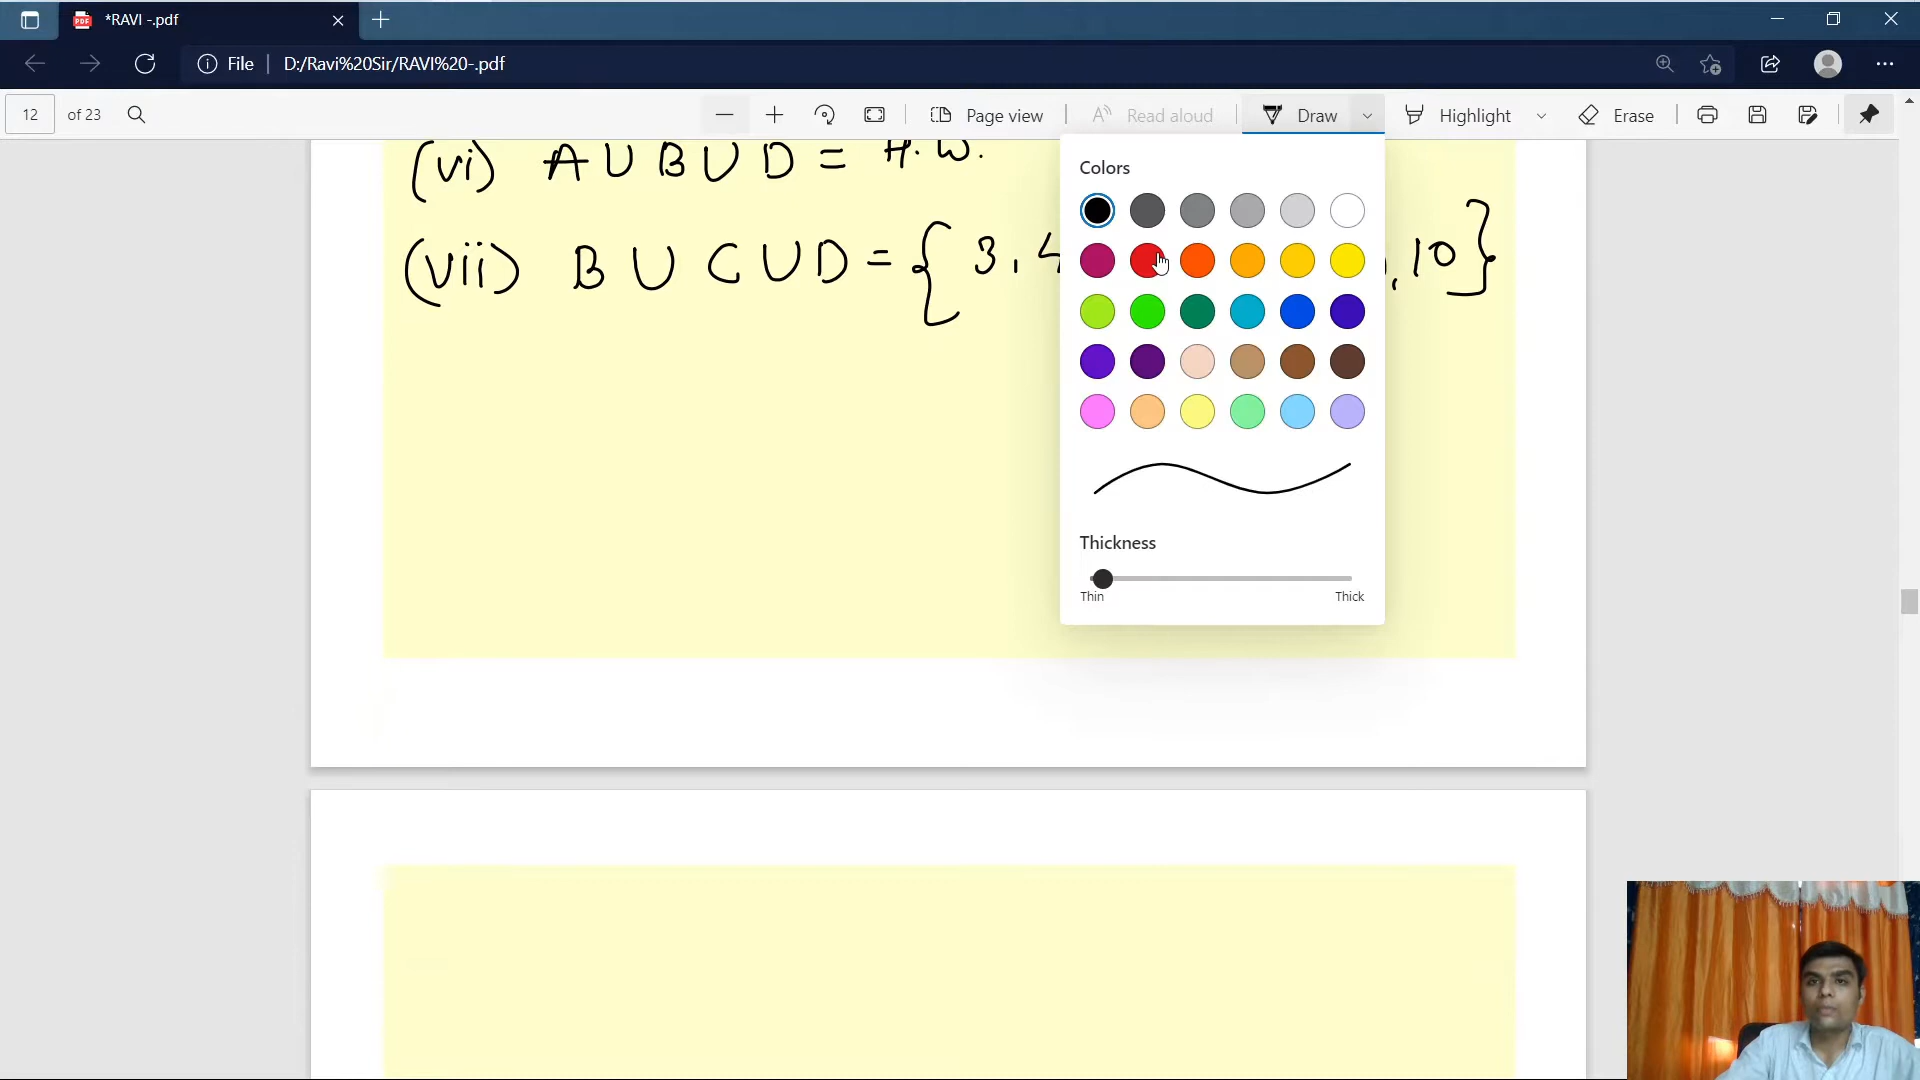 *RAVI -.pdf
File D:/Ravi%20Sir/RAVI%20-.pdf
12 of 23 Page view Read aloud Draw Highlight Erase
(vi) A U B U D = H.W.
(vii) B U C U D = { 3, 4 , 10 }
Colors
Thickness
Thin Thick